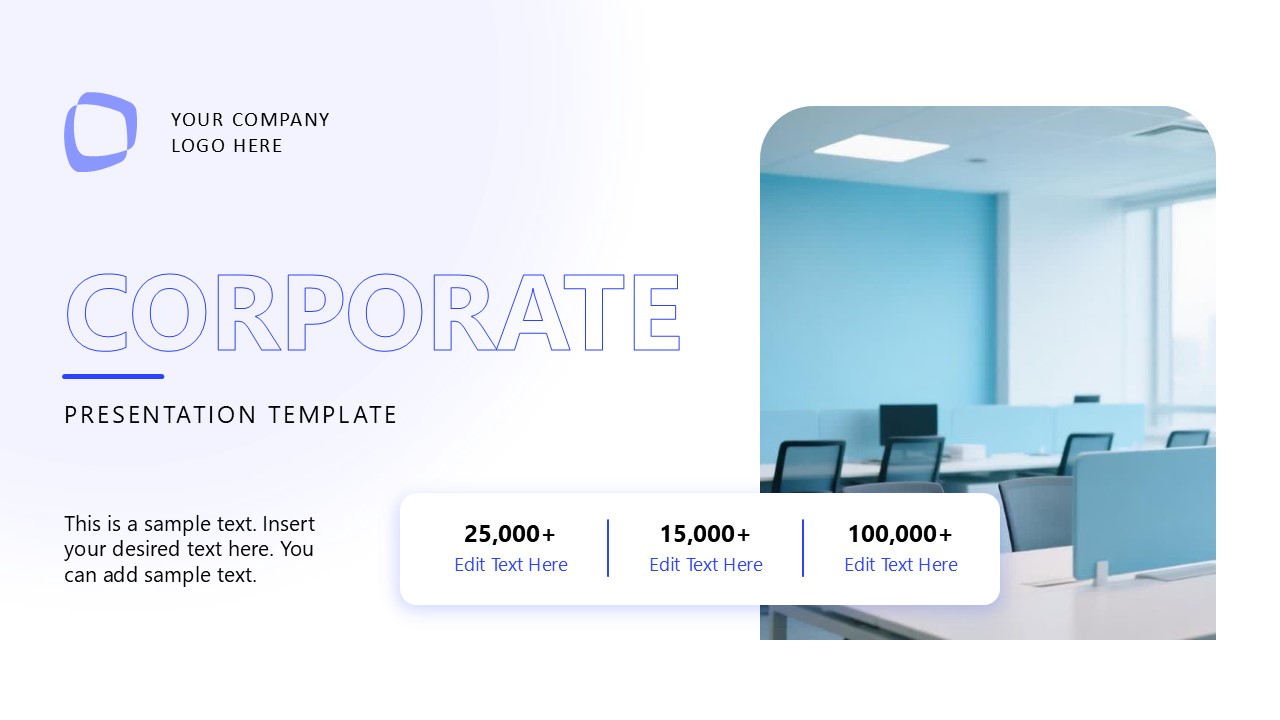 YOUR COMPANY
LOGO HERE
CORPORATE
PRESENTATION TEMPLATE
This is a sample text. Insert
your desired text here. You
can add sample text.
25,000+
Edit Text Here
15,000+
Edit Text Here
100,000+
Edit Text Here